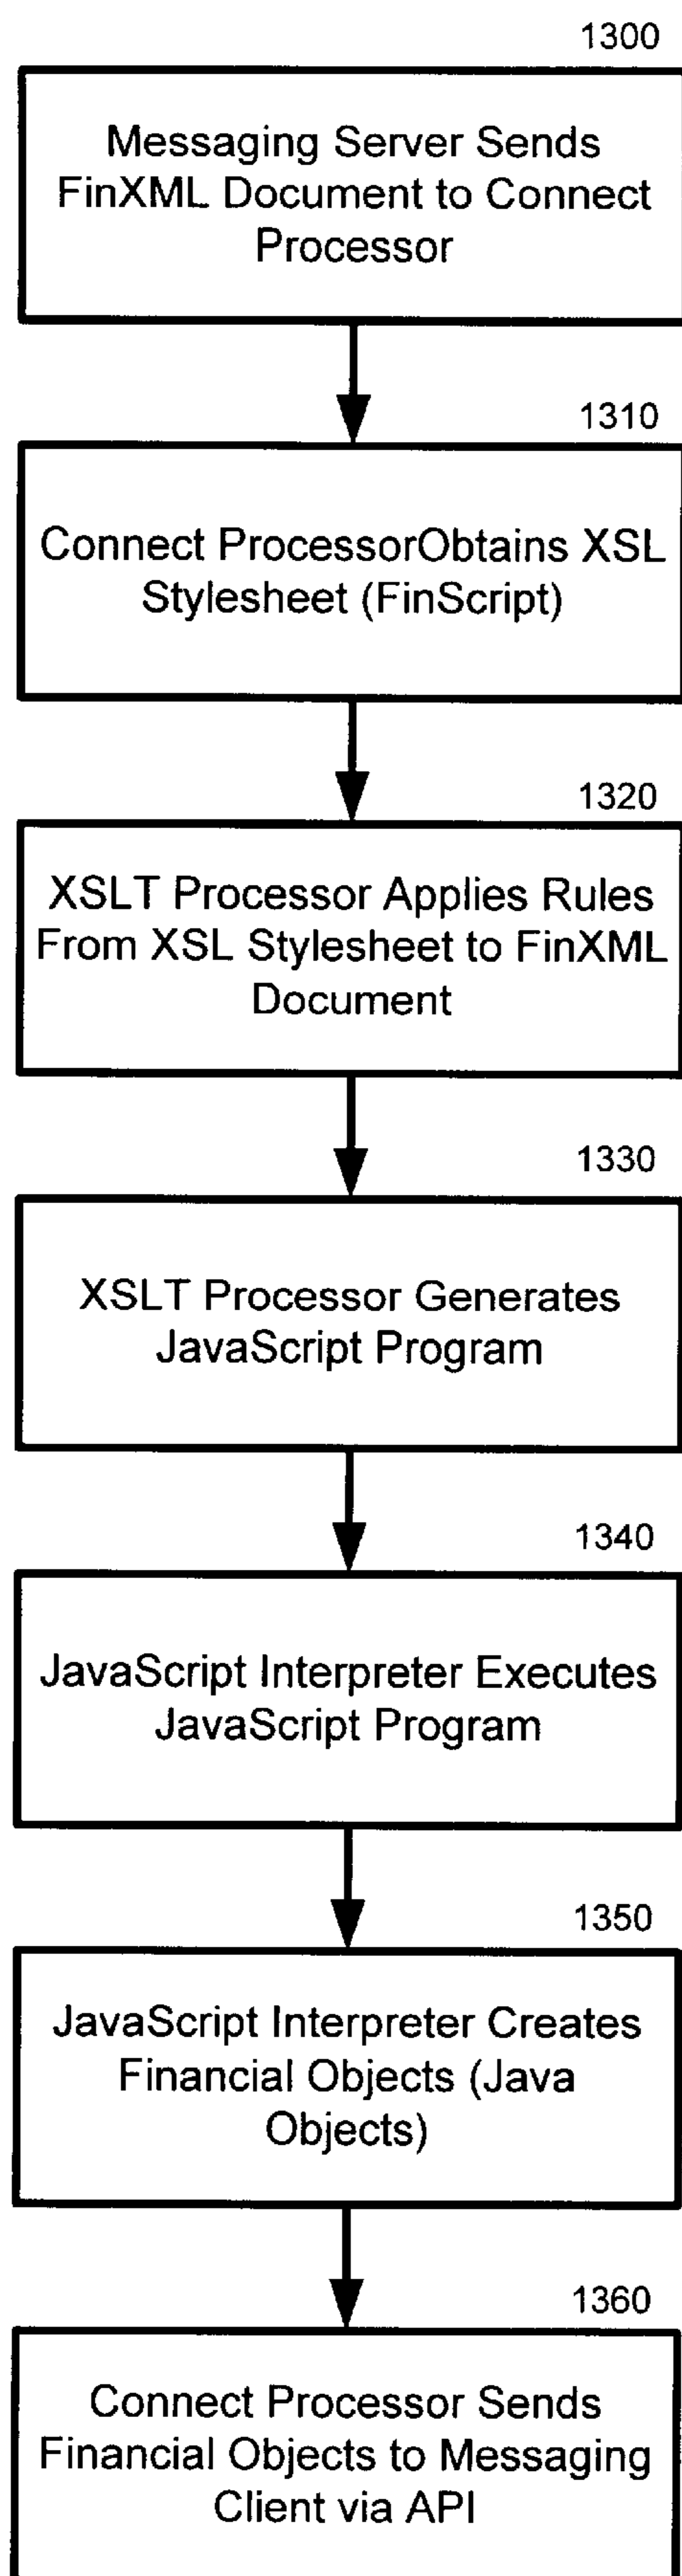 1300
Messaging Server Sends
FinXML Document to Connect
Processor
1310
Connect ProcessorObtains XSL
Stylesheet (FinScript)
1320
XSLT Processor Applies Rules
From XSL Stylesheet to FinXML
Document
1330
XSLT Processor Generates
JavaScript Program
1340
JavaScript Interpreter Executes
JavaScript Program
1350
JavaScript Interpreter Creates
Financial Objects (Java
Objects)
1360
Connect Processor Sends
Financial Objects to Messaging
Client via API